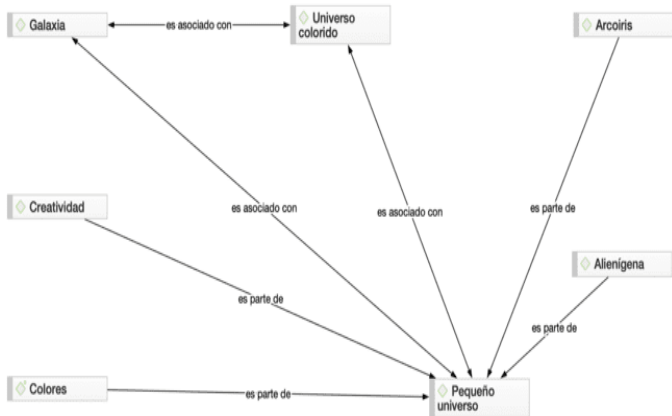 Galaxia
es asociado con
Universo
colorido
Arcoiris
Creatividad
es asociado con
es asociado con
es parte de
Alienígena
es parte de
es parte de
Colores
es parte de
Pequeño
universo